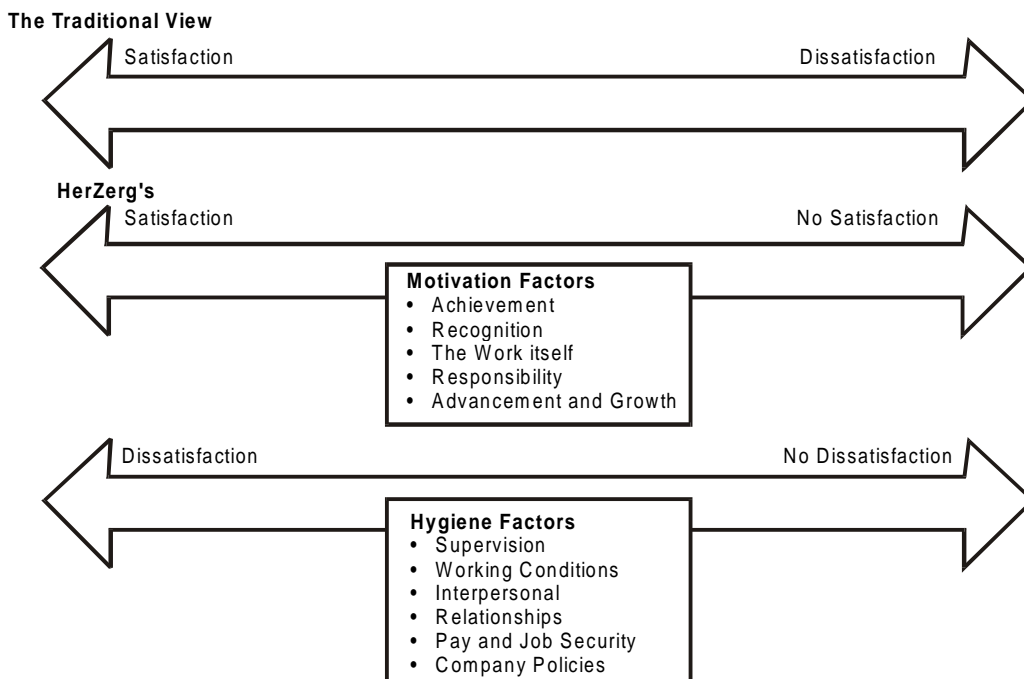 The Traditional View
Satisfaction Dissatisfaction
HerZerg's
Satisfaction No Satisfaction
Motivation Factors
• Achievement
• Recognition
• The Work itself
• Responsibility
• Advancement and Growth
Dissatisfaction No Dissatisfaction
Hygiene Factors
• Supervision
• Working Conditions
• Interpersonal
• Relationships
• Pay and Job Security
• Company Policies